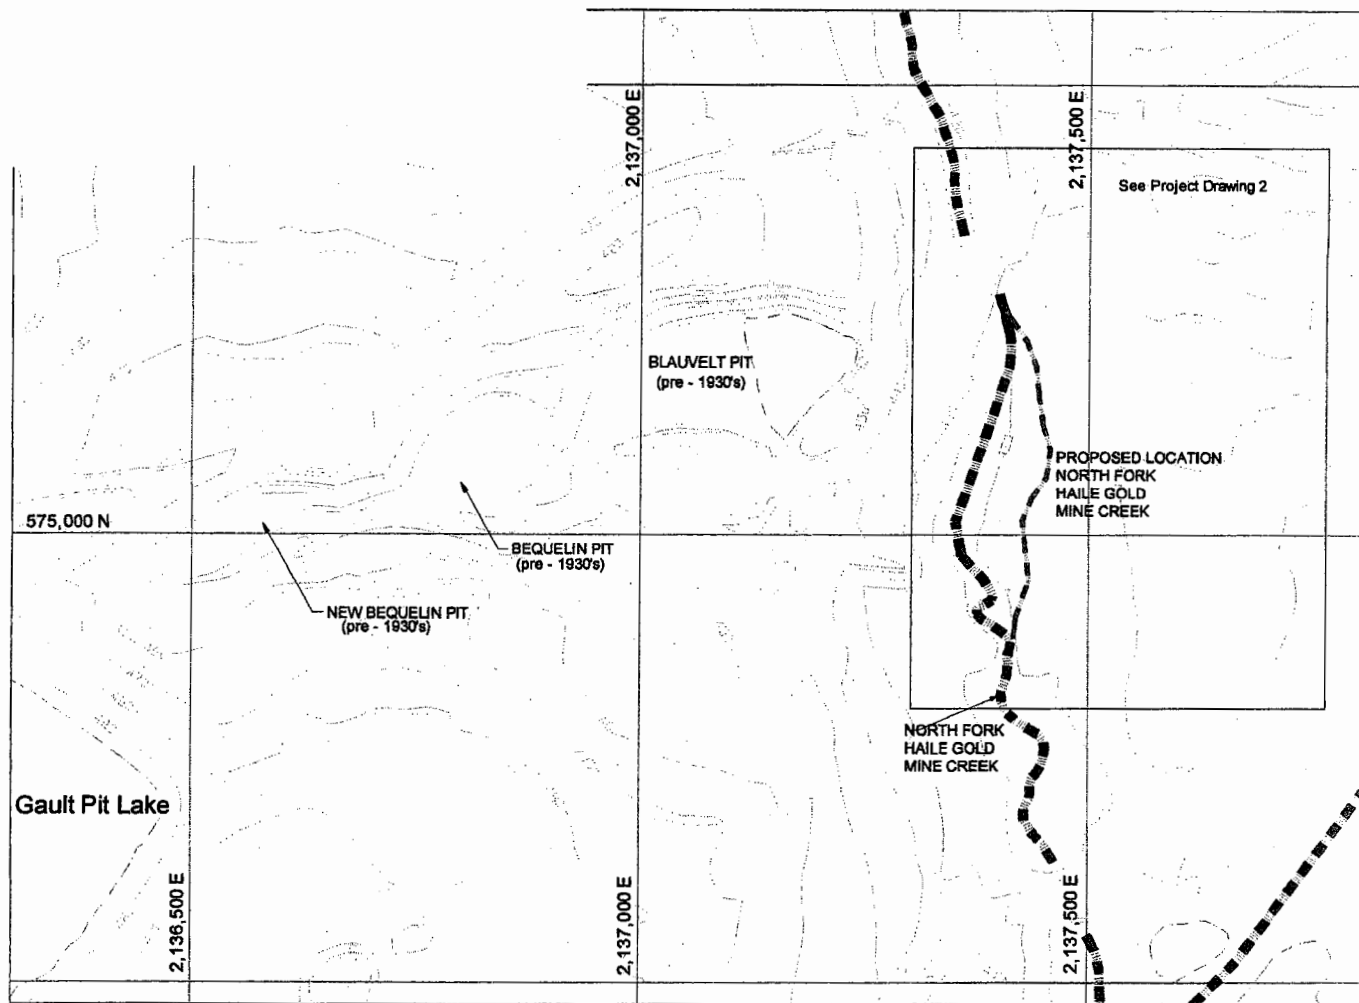 2,137,000 E
2,137,500 E
See Project Drawing 2
BLAUVELT PIT
(pre - 1930's)
PROPOSED LOCATION
NORTH FORK
HAILE GOLD
MINE CREEK
575,000 N
BEQUELIN PIT
(pre - 1930's)
NEW BEQUELIN PIT
(pre - 1930's)
NORTH FORK
HAILE GOLD
MINE CREEK
Gault Pit Lake
2,136,500 E
2,137,000 E
2,137,500 E